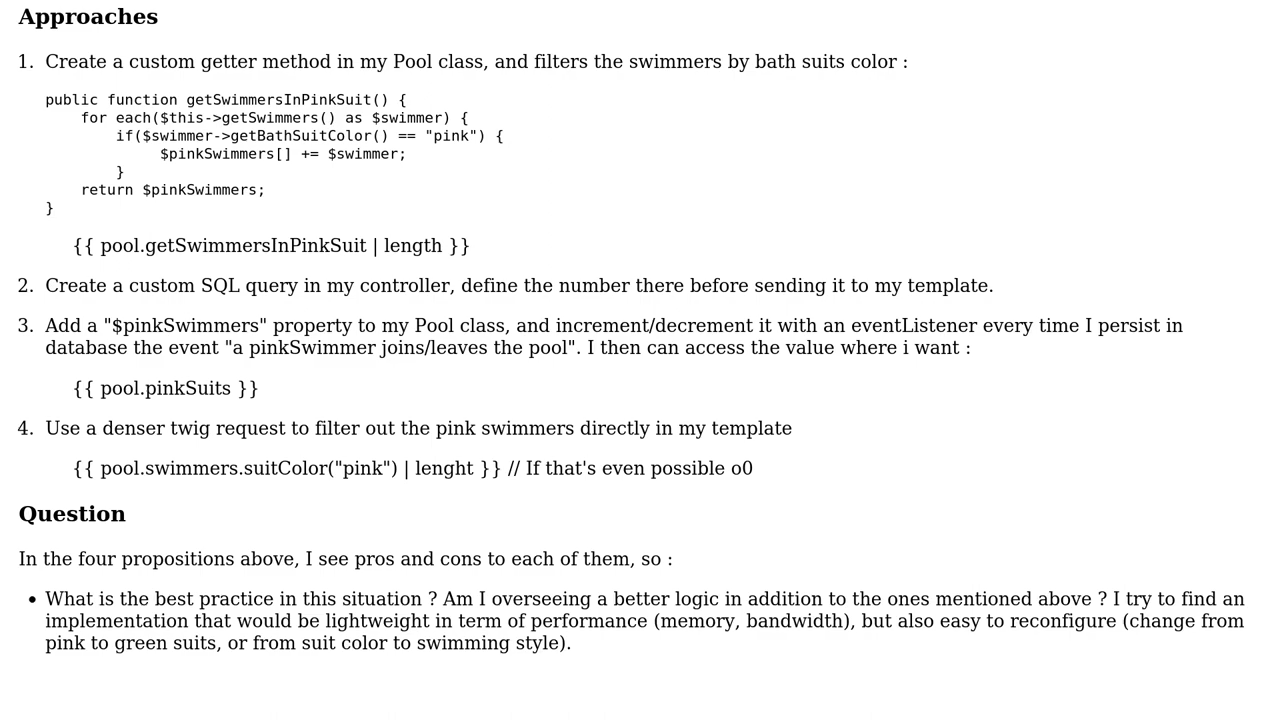 Approaches
1. Create a custom getter method in my Pool class, and filters the swimmers by bath suits color :
public function getSwimmersInPinkSuit() {
    for each($this->getSwimmers() as $swimmer) {
        if($swimmer->getBathSuitColor() == "pink") {
             $pinkSwimmers[] += $swimmer;
        }
    return $pinkSwimmers;
}
{{ pool.getSwimmersInPinkSuit | length }}
2. Create a custom SQL query in my controller, define the number there before sending it to my template.
3. Add a "$pinkSwimmers" property to my Pool class, and increment/decrement it with an eventListener every time I persist in
database the event "a pinkSwimmer joins/leaves the pool". I then can access the value where i want :
{{ pool.pinkSuits }}
4. Use a denser twig request to filter out the pink swimmers directly in my template
{{ pool.swimmers.suitColor("pink") | lenght }} // If that's even possible o0
Question
In the four propositions above, I see pros and cons to each of them, so :
• What is the best practice in this situation ? Am I overseeing a better logic in addition to the ones mentioned above ? I try to find an
implementation that would be lightweight in term of performance (memory, bandwidth), but also easy to reconfigure (change from
pink to green suits, or from suit color to swimming style).